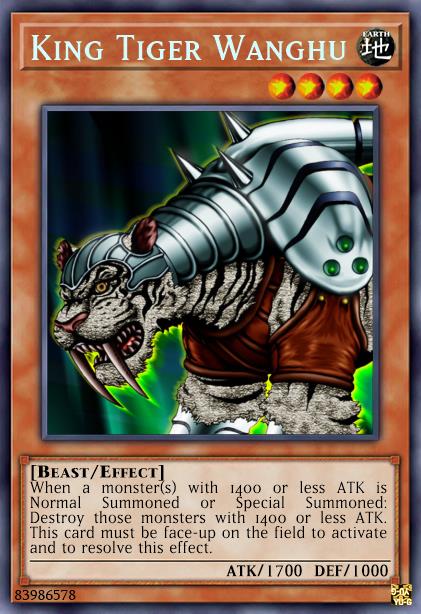 KING TIGER WANGHU
EARTH
地
[BEAST/EFFECT]
When a monster(s) with 1400 or less ATK is
Normal Summoned or Special Summoned:
Destroy those monsters with 1400 or less ATK.
This card must be face-up on the field to activate
and to resolve this effect.
ATK/1700 DEF/1000
83986578